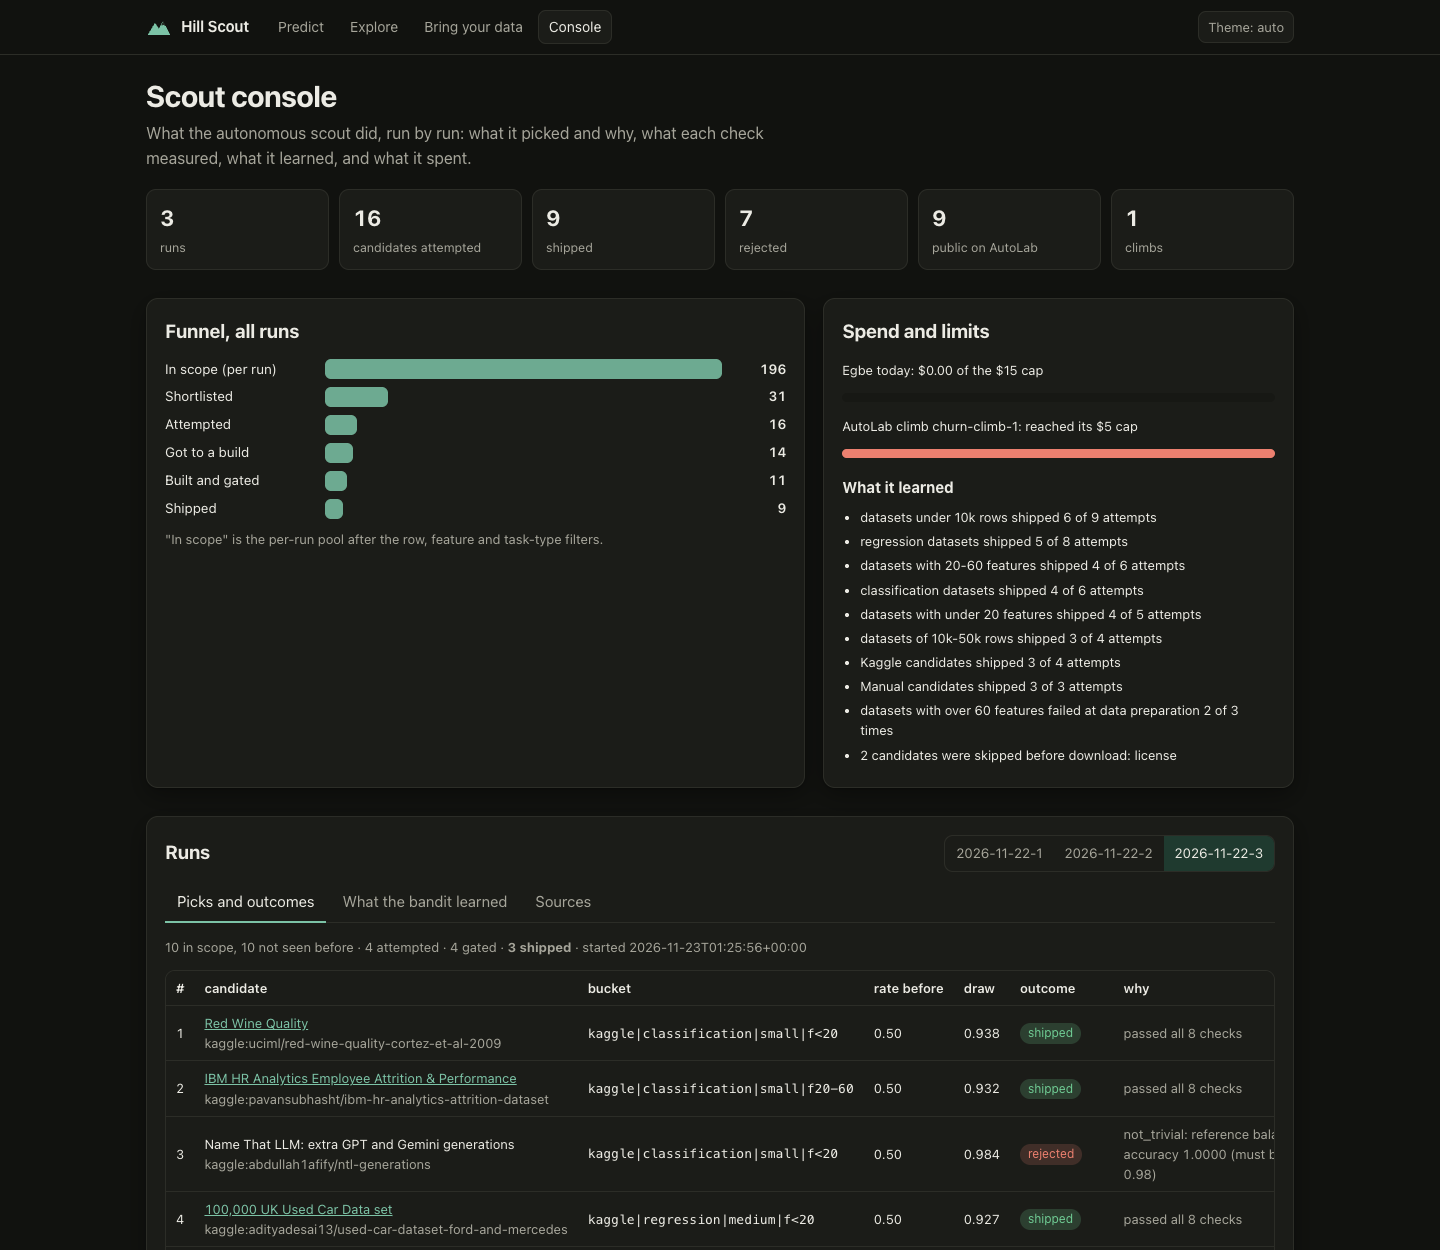 Hill Scout Predict Explore Bring your data Console Theme: auto
Scout console
What the autonomous scout did, run by run: what it picked and why, what each check
measured, what it learned, and what it spent.
3 16 9 7 9 1
runs candidates attempted shipped rejected public on AutoLab climbs
Funnel, all runs
In scope (per run) 196
Shortlisted 31
Attempted 16
Got to a build 14
Built and gated 11
Shipped 9
"In scope" is the per-run pool after the row, feature and task-type filters.
Spend and limits
Egbe today: $0.00 of the $15 cap
AutoLab climb churn-climb-1: reached its $5 cap
What it learned
• datasets under 10k rows shipped 6 of 9 attempts
• regression datasets shipped 5 of 8 attempts
• datasets with 20-60 features shipped 4 of 6 attempts
• classification datasets shipped 4 of 6 attempts
• datasets with under 20 features shipped 4 of 5 attempts
• datasets of 10k-50k rows shipped 3 of 4 attempts
• Kaggle candidates shipped 3 of 4 attempts
• Manual candidates shipped 3 of 3 attempts
• datasets with over 60 features failed at data preparation 2 of 3
times
• 2 candidates were skipped before download: license
Runs 2026-11-22-1 2026-11-22-2 2026-11-22-3
Picks and outcomes What the bandit learned Sources
10 in scope, 10 not seen before · 4 attempted · 4 gated · 3 shipped · started 2026-11-23T01:25:56+00:00
# candidate bucket rate before draw outcome why
1 Red Wine Quality kaggle|classification|small|f<20 0.50 0.938 shipped passed all 8 checks
kaggle:uciml/red-wine-quality-cortez-et-al-2009
2 IBM HR Analytics Employee Attrition & Performance kaggle|classification|small|f20-60 0.50 0.932 shipped passed all 8 checks
kaggle:pavansubhasht/ibm-hr-analytics-attrition-dataset
3 Name That LLM: extra GPT and Gemini generations kaggle|classification|small|f<20 0.50 0.984 rejected not_trivial: reference
kaggle:abdullah1afify/ntl-generations accuracy 1.0000 (must
0.98)
4 100,000 UK Used Car Data set kaggle|regression|medium|f<20 0.50 0.927 shipped passed all 8 checks
kaggle:adityadesai13/used-car-dataset-ford-and-mercedes